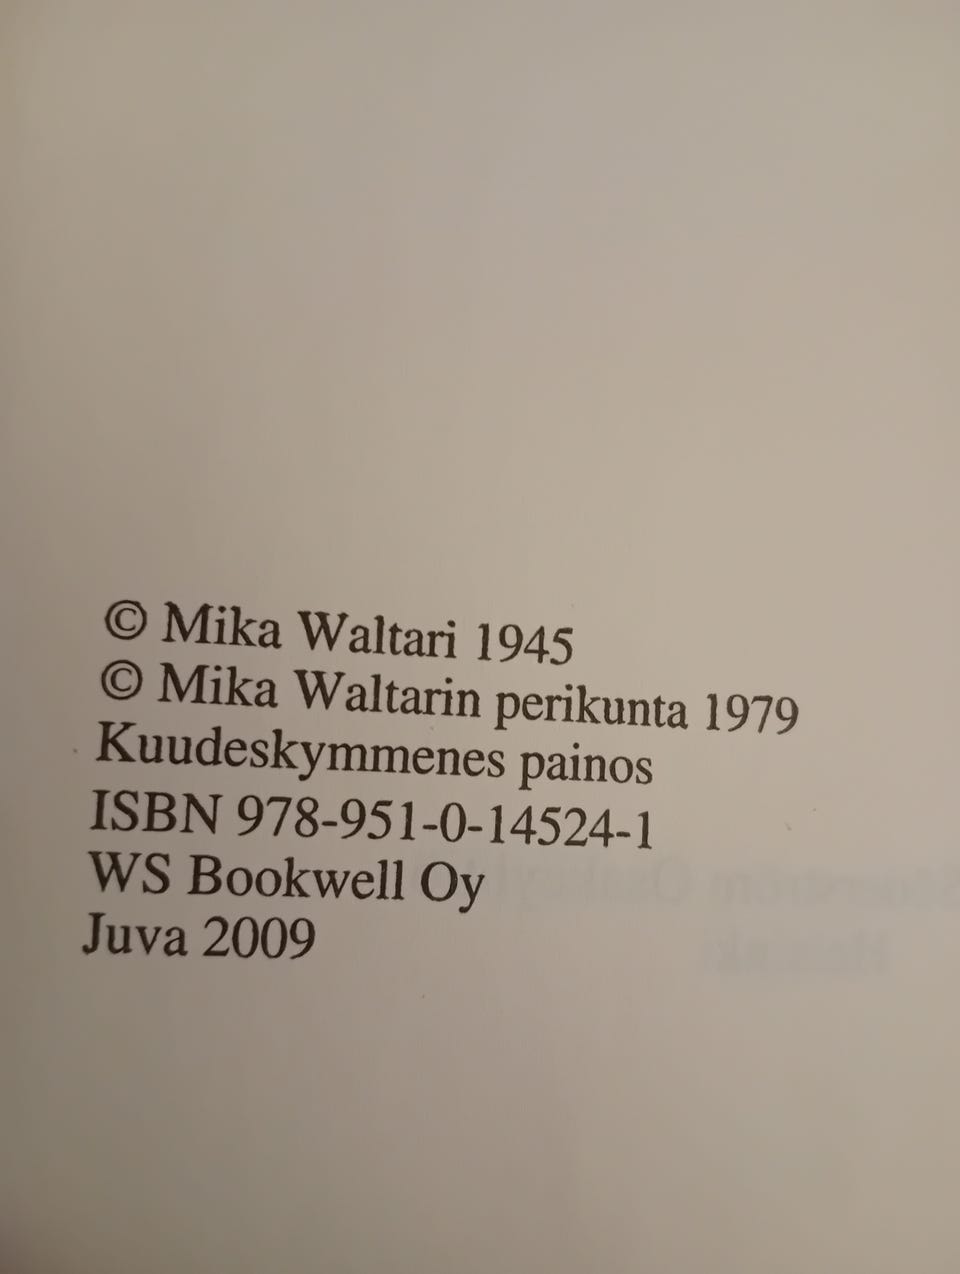 © Mika Waltari 1945
© Mika Waltarin perikunta 1979
Kuudeskymmenes painos
ISBN 978-951-0-14524-1
WS Bookwell Oy
Juva 2009